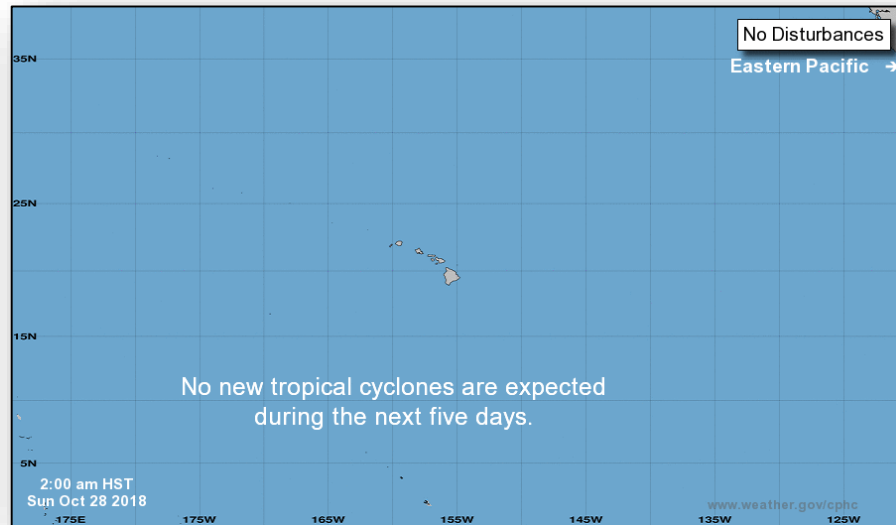 No Disturbances
35N
Eastern Pacific →
25N
15N
No new tropical cyclones are expected
during the next five days.
5N
2:00 am HST
Sun Oct 28 2018
www.weather.gov/cphc
175E 175W 165W 155W 145W 135W 125W